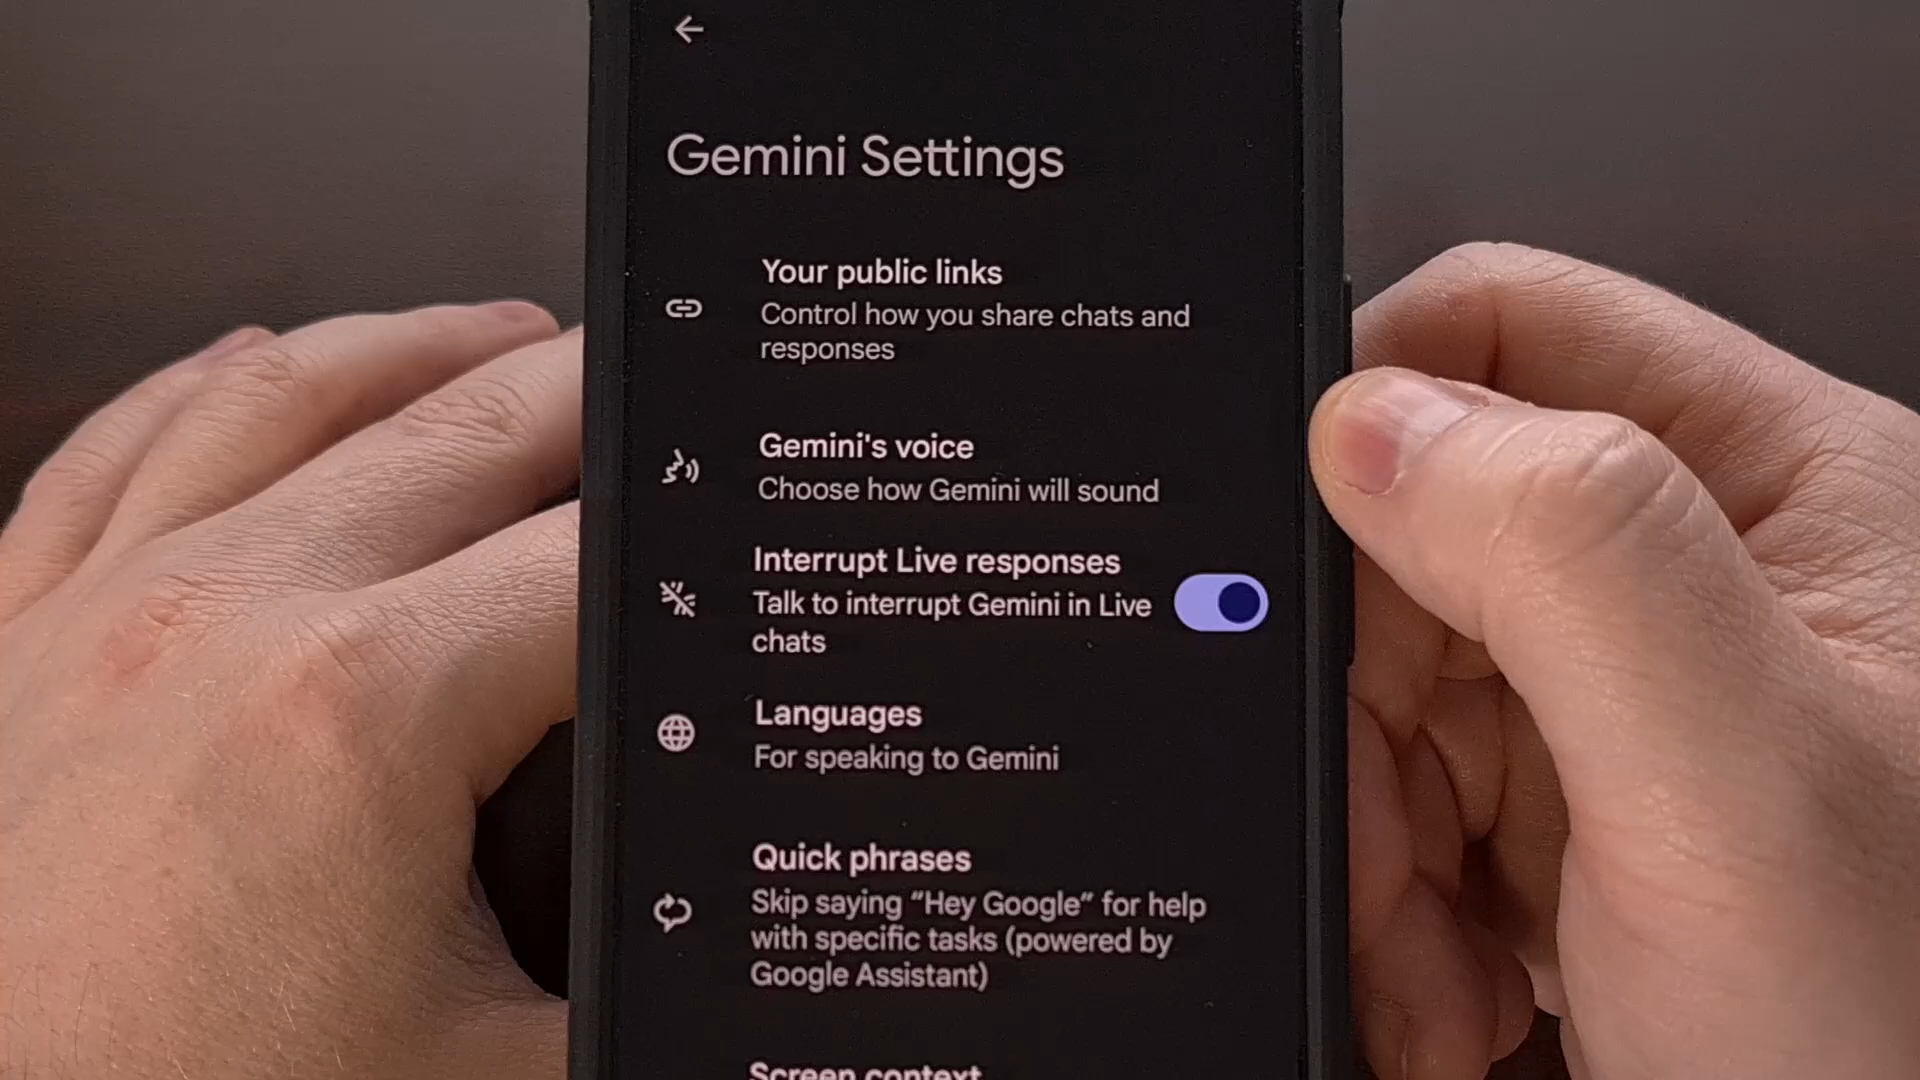 Gemini Settings
Your public links
Control how you share chats and
responses
Gemini's voice
Choose how Gemini will sound
Interrupt Live responses
Talk to interrupt Gemini in Live
chats
Languages
For speaking to Gemini
Quick phrases
Skip saying “Hey Google” for help
with specific tasks (powered by
Google Assistant)
Screen context